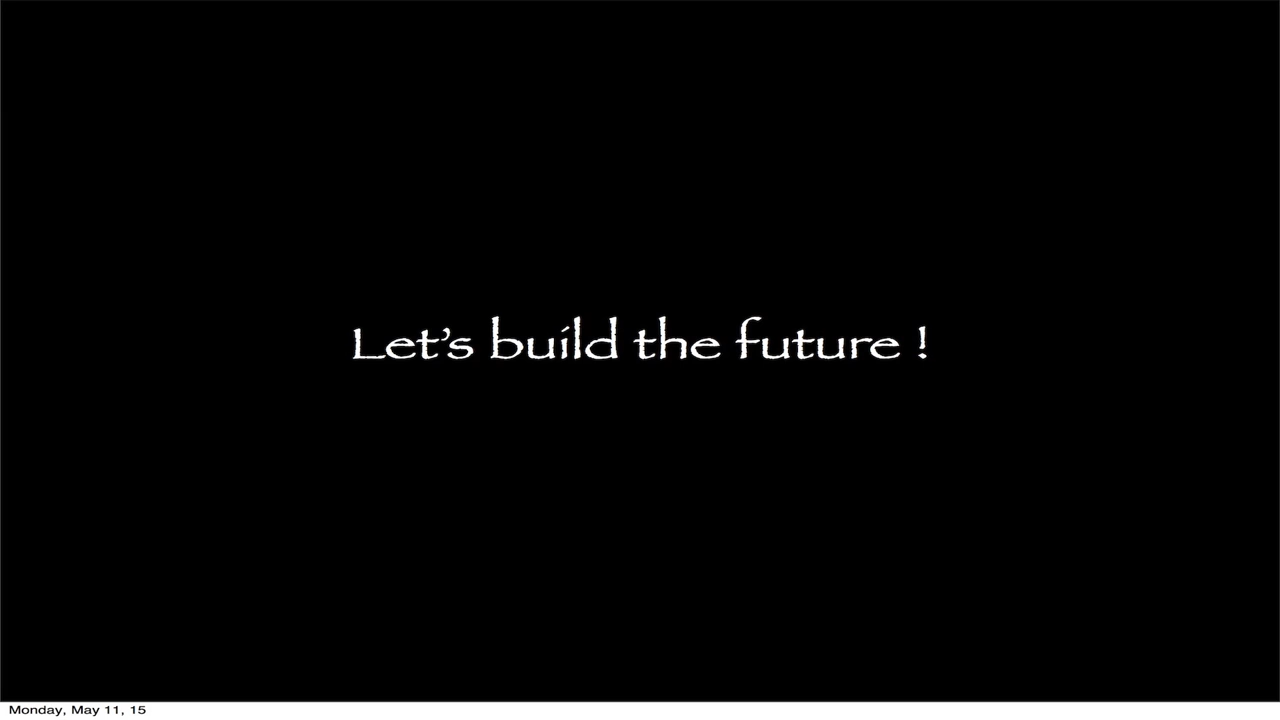 Let’s build the future !
Monday, May 11, 15